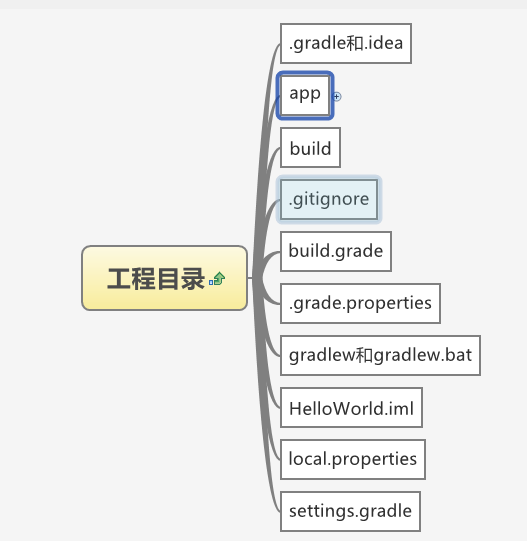 .gradle和.idea
app
build
.gitignore
工程目录
build.grade
.grade.properties
gradlew和gradlew.bat
HelloWorld.iml
local.properties
settings.gradle